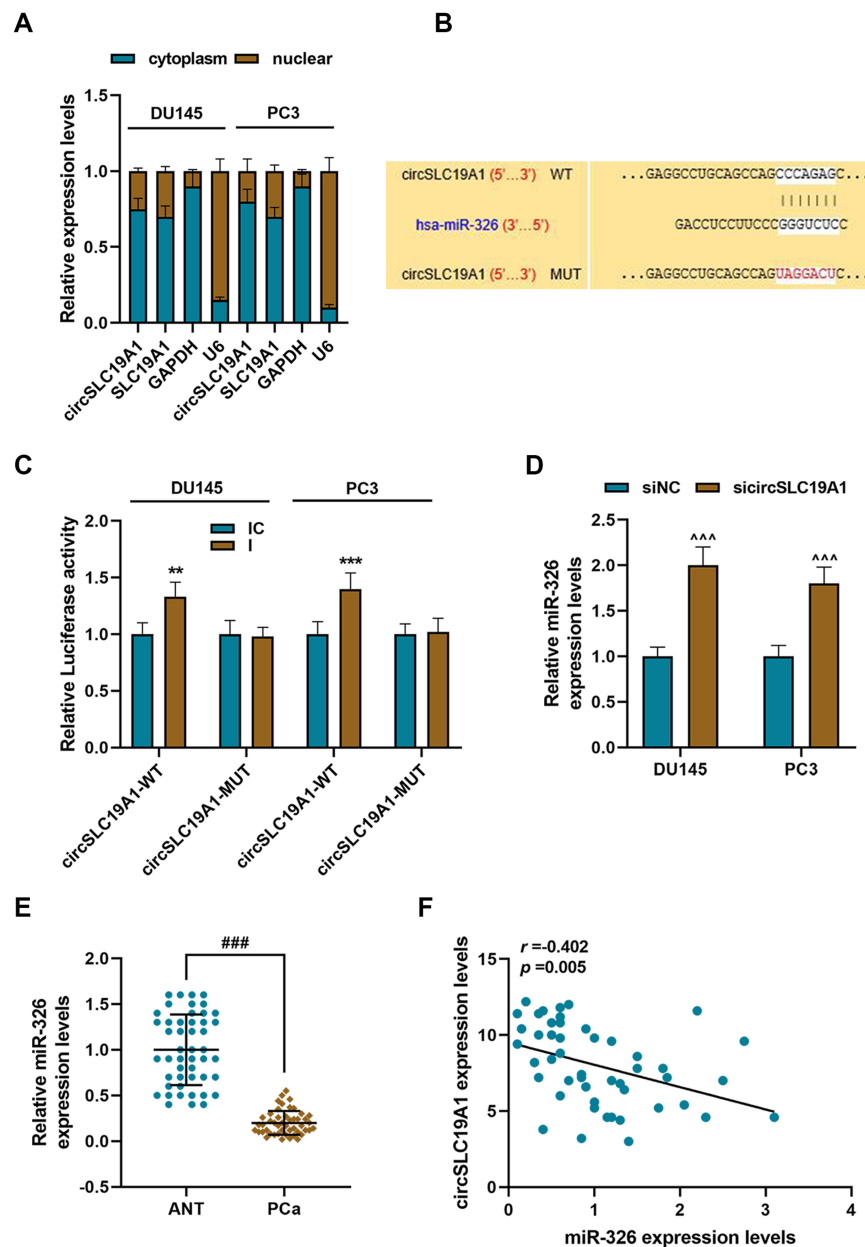 A
cytoplasm nuclear
1.5
1.0
0.5
0.0
Relative expression levels
DU145 PC3
circSLC19A1
SLC19A1
GAPDH
U6
circSLC19A1
SLC19A1
GAPDH
U6
B
circSLC19A1 (5'...3') WT ...GAGGCCUGCAGCCAGCCCAGAGC...
hsa-miR-326 (3'...5') GACCUCCUUCCCGGGUCUCC
circSLC19A1 (5'...3') MUT ...GAGGCCUGCAGCCAGUAGGACUC...
C
DU145 PC3
IC
I
2.0
1.5
1.0
0.5
0.0
Relative Luciferase activity
** ***
circSLC19A1-WT
circSLC19A1-MUT
circSLC19A1-WT
circSLC19A1-MUT
D
siNC sicircSLC19A1
2.5
2.0
1.5
1.0
0.5
0.0
Relative miR-326
expression levels
^^^ ^^^
DU145 PC3
E
###
2.0
1.5
1.0
0.5
0.0
-0.5
Relative miR-326
expression levels
ANT PCa
F
r =-0.402
p =0.005
15
10
5
0
circSLC19A1 expression levels
0 1 2 3 4
miR-326 expression levels